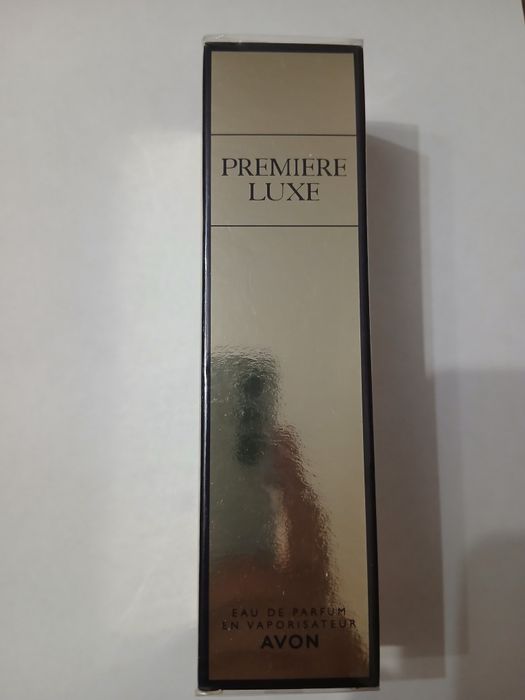 PREMIÈRE
LUXE
EAU DE PARFUM
EN VAPORISATEUR
AVON